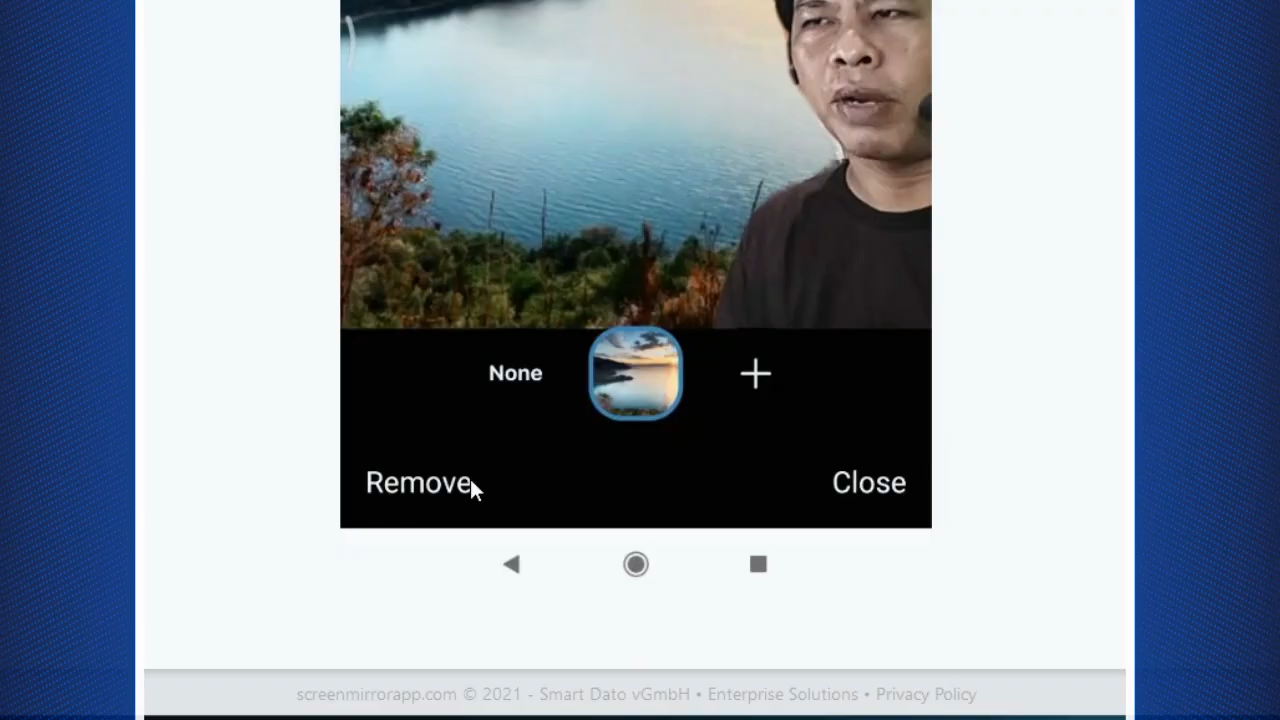 None
Remove
Close
screenmirrorapp.com © 2021 - Smart Dato vGmbH • Enterprise Solutions • Privacy Policy